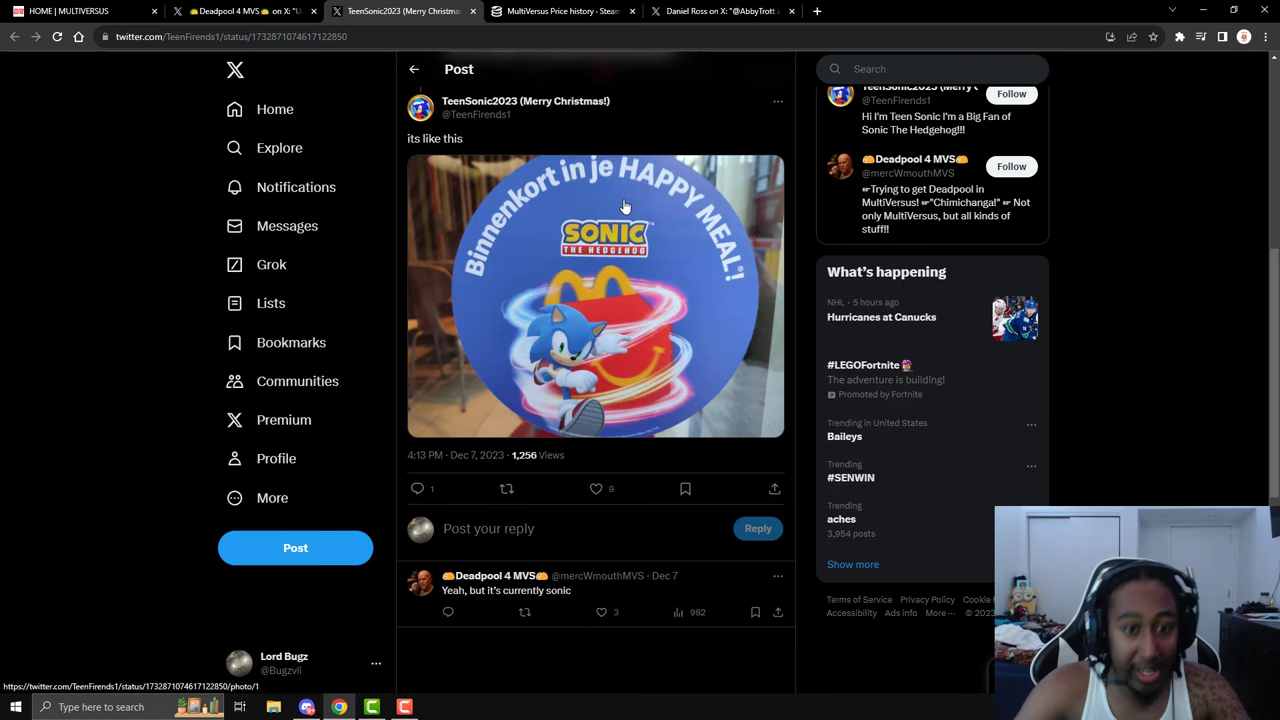 HOME | MULTIVERSUS
🌮Deadpool 4 MVS🌮 on X: "U
TeenSonic2023 (Merry Christma
MultiVersus Price history · Steam
Daniel Ross on X: "@AbbyTrott
twitter.com/TeenFirends1/status/1732871074617122850
Home
Explore
Notifications
Messages
Grok
Lists
Bookmarks
Communities
Premium
Profile
More
Post
Lord Bugz
@Bugzvii
Post
TeenSonic2023 (Merry Christmas!)
@TeenFirends1
its like this
Binnenkort in je HAPPY MEAL!
SONIC
THE HEDGEHOG
4:13 PM · Dec 7, 2023 · 1,256 Views
1
9
Post your reply
Reply
🌮Deadpool 4 MVS🌮 @mercWmouthMVS · Dec 7
Yeah, but it's currently sonic
3
982
Search
TeenSonic2023 (Merry C
@TeenFirends1
Follow
Hi I'm Teen Sonic I'm a Big Fan of
Sonic The Hedgehog!!!
🌮Deadpool 4 MVS🌮
@mercWmouthMVS
Follow
☛Trying to get Deadpool in
MultiVersus! ☛"Chimichanga!" ☛ Not
only MultiVersus, but all kinds of
stuff!!
What's happening
NHL · 5 hours ago
Hurricanes at Canucks
#LEGOFortnite
The adventure is building!
Promoted by Fortnite
Trending in United States
Baileys
Trending
#SENWIN
Trending
aches
3,954 posts
Show more
Terms of Service Privacy Policy Cookie
Accessibility Ads info More ··· © 2023
https://twitter.com/TeenFirends1/status/1732871074617122850/photo/1
Type here to search